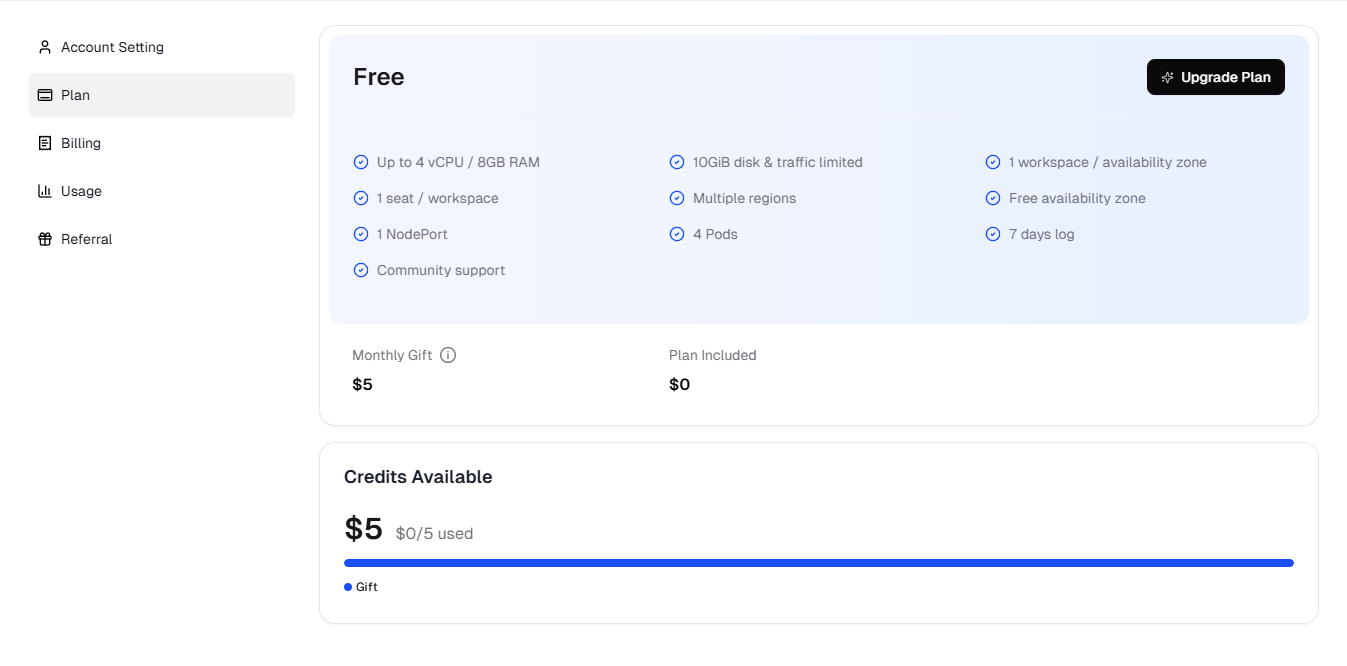 Account Setting
Plan
Billing
Usage
Referral
Free
Upgrade Plan
Up to 4 vCPU / 8GB RAM
10GiB disk & traffic limited
1 workspace / availability zone
1 seat / workspace
Multiple regions
Free availability zone
1 NodePort
4 Pods
7 days log
Community support
Monthly Gift
Plan Included
$5
$0
Credits Available
$5 $0/5 used
Gift